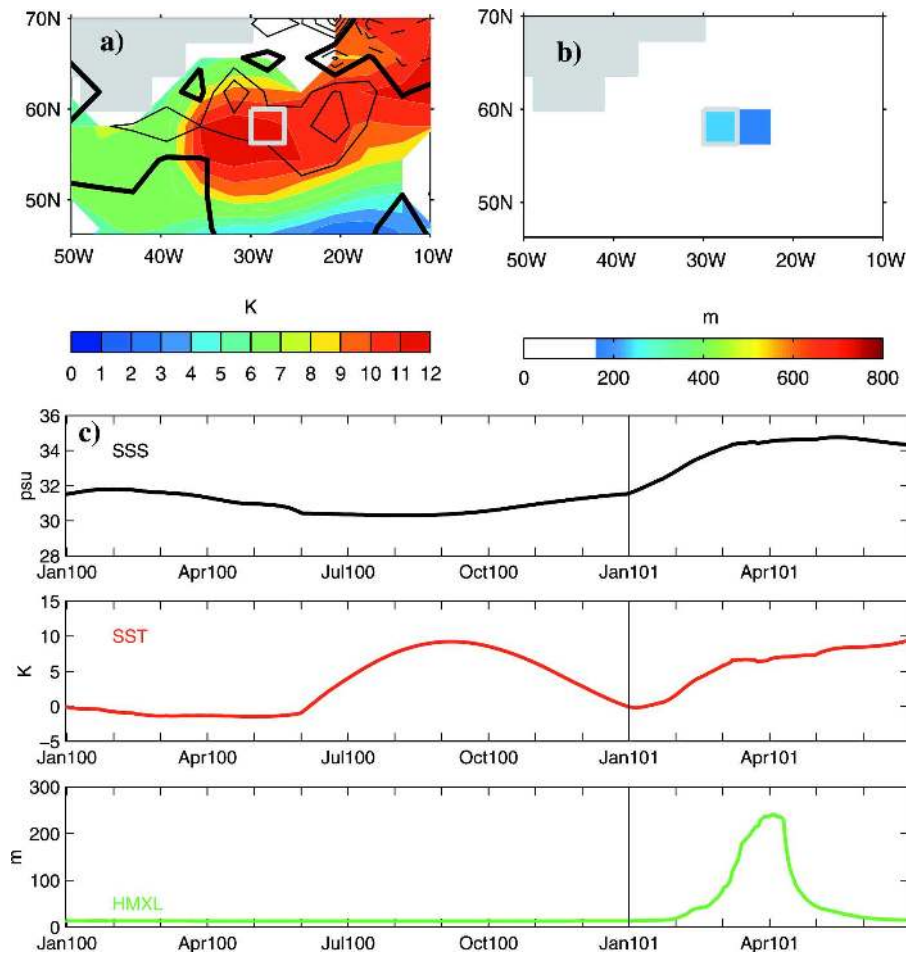 a)
70N
60N
50N
50W 40W 30W 20W 10W
b)
70N
60N
50N
50W 40W 30W 20W 10W
K
0 1 2 3 4 5 6 7 8 9 10 11 12
m
0 200 400 600 800
c)
SSS
psu
36
34
32
30
28
Jan100 Apr100 Jul100 Oct100 Jan101 Apr101
SST
K
15
10
5
0
−5
Jan100 Apr100 Jul100 Oct100 Jan101 Apr101
HMXL
m
300
200
100
0
Jan100 Apr100 Jul100 Oct100 Jan101 Apr101